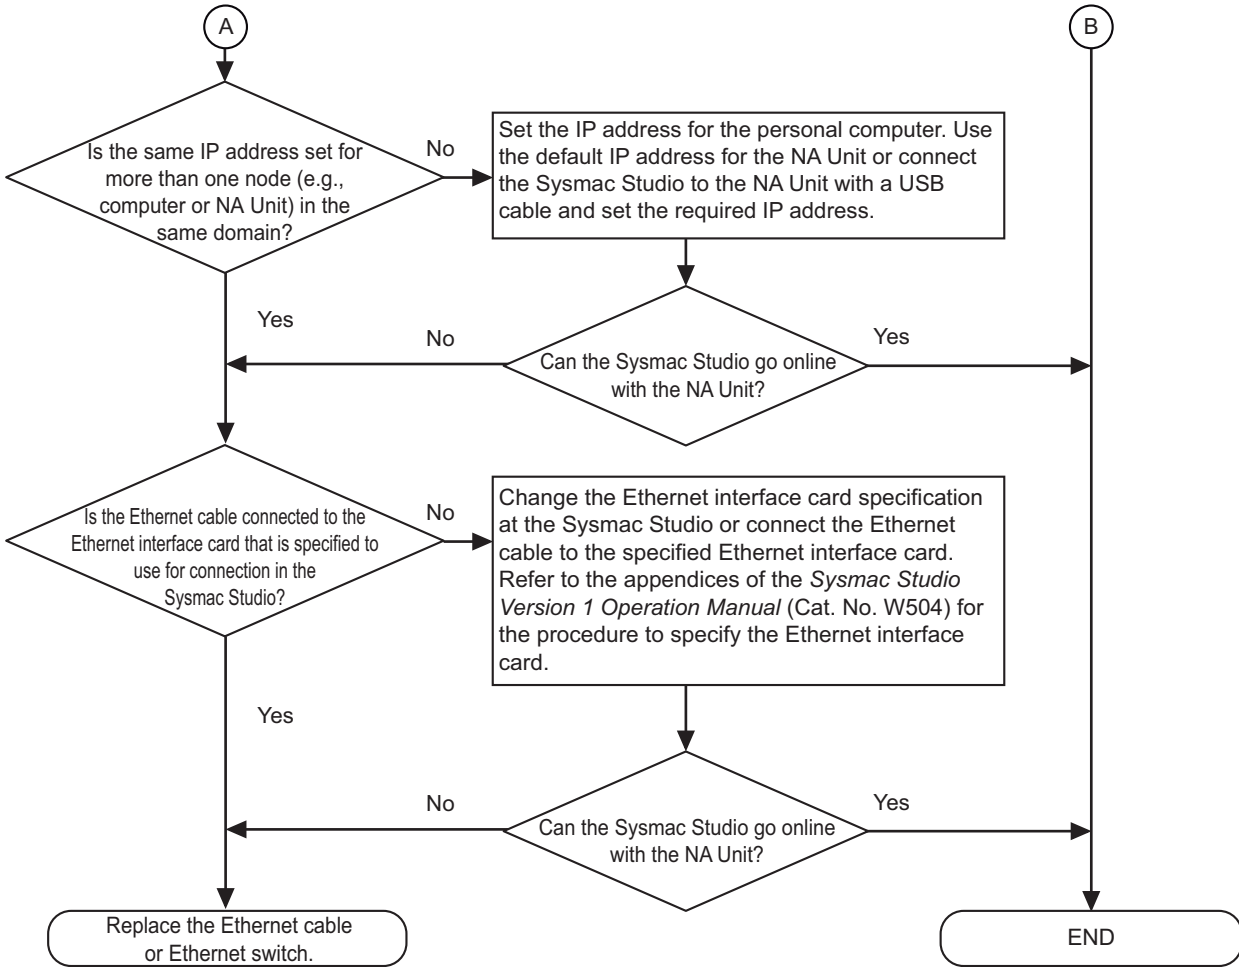 A
B
Is the same IP address set for
more than one node (e.g.,
computer or NA Unit) in the
same domain?
No
Set the IP address for the personal computer. Use
the default IP address for the NA Unit or connect
the Sysmac Studio to the NA Unit with a USB
cable and set the required IP address.
Yes
No
Can the Sysmac Studio go online
with the NA Unit?
Yes
Is the Ethernet cable connected to the
Ethernet interface card that is specified to
use for connection in the
Sysmac Studio?
No
Change the Ethernet interface card specification
at the Sysmac Studio or connect the Ethernet
cable to the specified Ethernet interface card.
Refer to the appendices of the Sysmac Studio
Version 1 Operation Manual (Cat. No. W504) for
the procedure to specify the Ethernet interface
card.
Yes
No
Can the Sysmac Studio go online
with the NA Unit?
Yes
Replace the Ethernet cable
or Ethernet switch.
END